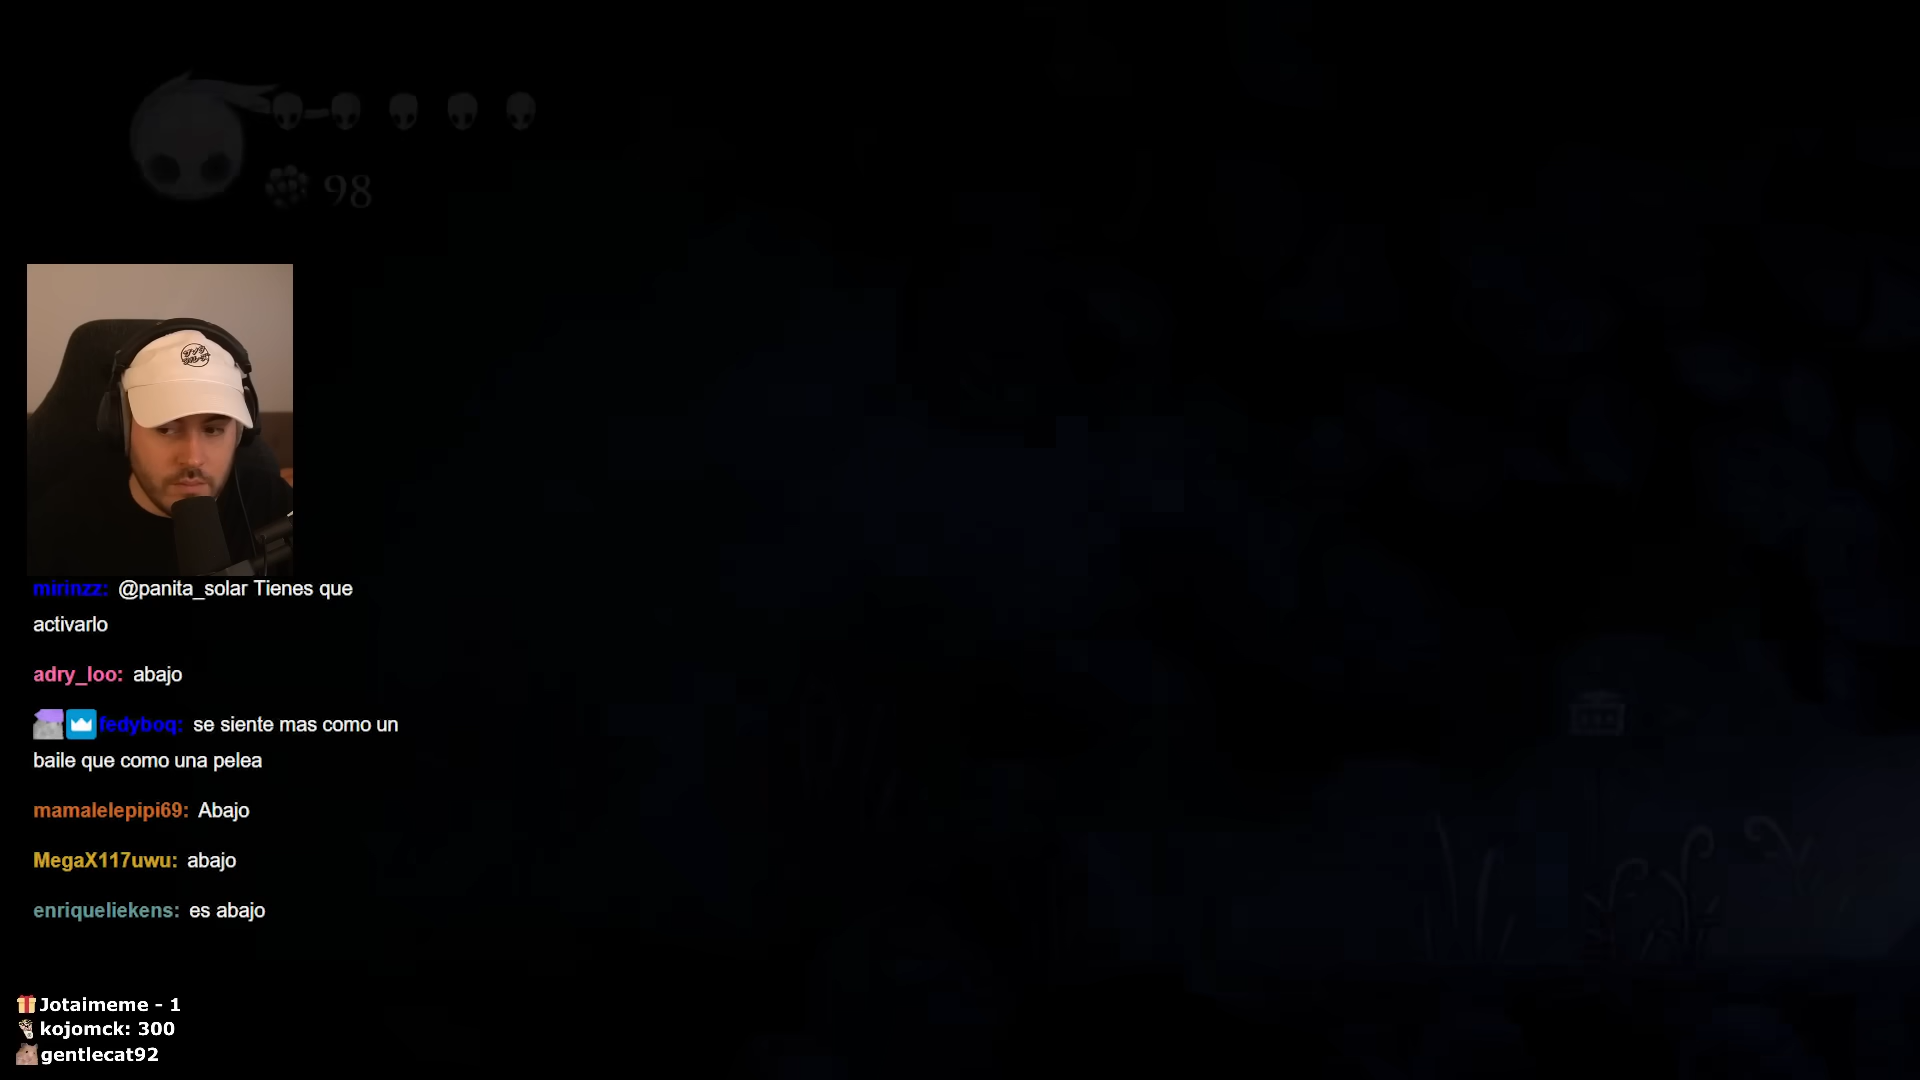 98
mirinzz: @panita_solar Tienes que
activarlo
adry_loo: abajo
fedyboq: se siente mas como un
baile que como una pelea
mamalelepipi69: Abajo
MegaX117uwu: abajo
enriqueliekens: es abajo
Jotaimeme - 1
kojomck: 300
gentlecat92